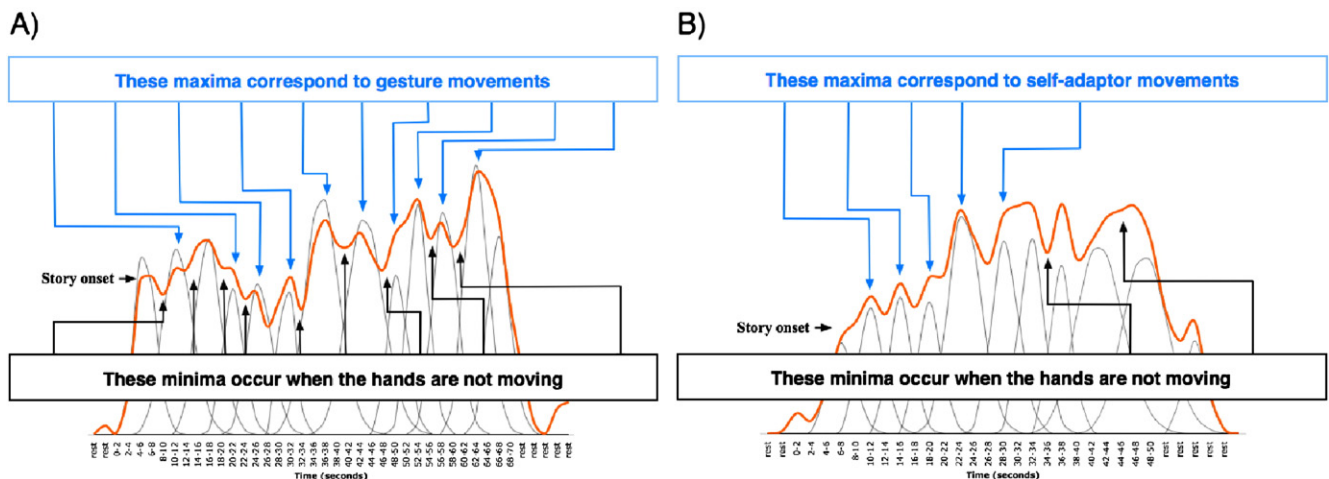 A)
B)
These maxima correspond to gesture movements
These maxima correspond to self-adaptor movements
Story onset
Story onset
These minima occur when the hands are not moving
These minima occur when the hands are not moving
rest
rest
0-2
2-4
4-6
6-8
8-10
10-12
12-14
14-16
16-18
18-20
20-22
22-24
24-26
26-28
28-30
30-32
32-34
34-36
36-38
38-40
40-42
42-44
44-46
46-48
48-50
50-52
52-54
54-56
56-58
58-60
60-62
62-64
64-66
66-68
68-70
rest
rest
rest
rest
Time (seconds)
rest
rest
0-2
2-4
4-6
6-8
8-10
10-12
12-14
14-16
16-18
18-20
20-22
22-24
24-26
26-28
28-30
30-32
32-34
34-36
36-38
38-40
40-42
42-44
44-46
46-48
48-50
rest
rest
rest
rest
rest
Time (seconds)